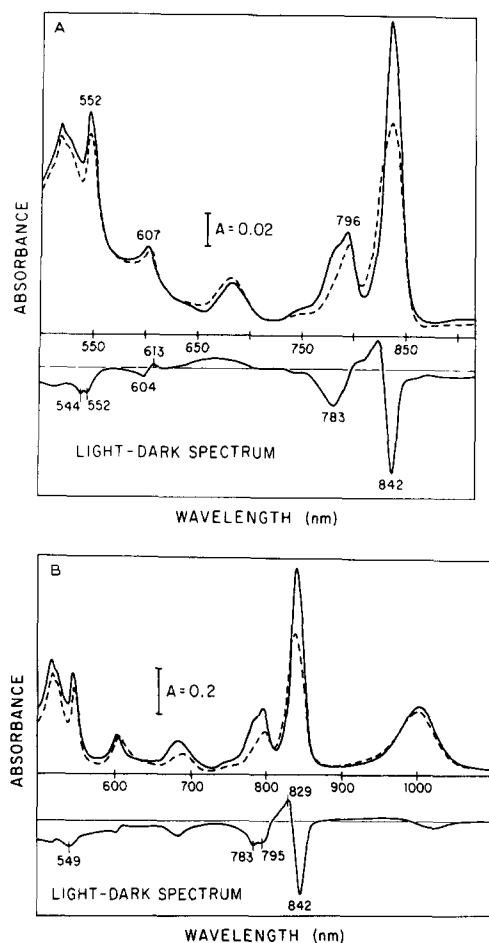 A
552
607
A = 0.02
796
ABSORBANCE
550
650
750
850
613
604
544
552
783
842
LIGHT-DARK SPECTRUM
WAVELENGTH (nm)
B
A = 0.2
ABSORBANCE
600
700
800
900
1000
829
549
783
795
842
LIGHT-DARK SPECTRUM
WAVELENGTH (nm)